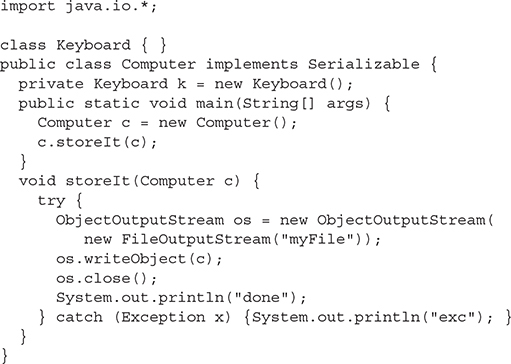 import java.io.*;

class Keyboard { }
public class Computer implements Serializable {
  private Keyboard k = new Keyboard();
  public static void main(String[] args) {
    Computer c = new Computer();
    c.storeIt(c);
  }
  void storeIt(Computer c) {
    try {
      ObjectOutputStream os = new ObjectOutputStream(
         new FileOutputStream("myFile"));
      os.writeObject(c);
      os.close();
      System.out.println("done");
    } catch (Exception x) {System.out.println("exc"); }
  }
}